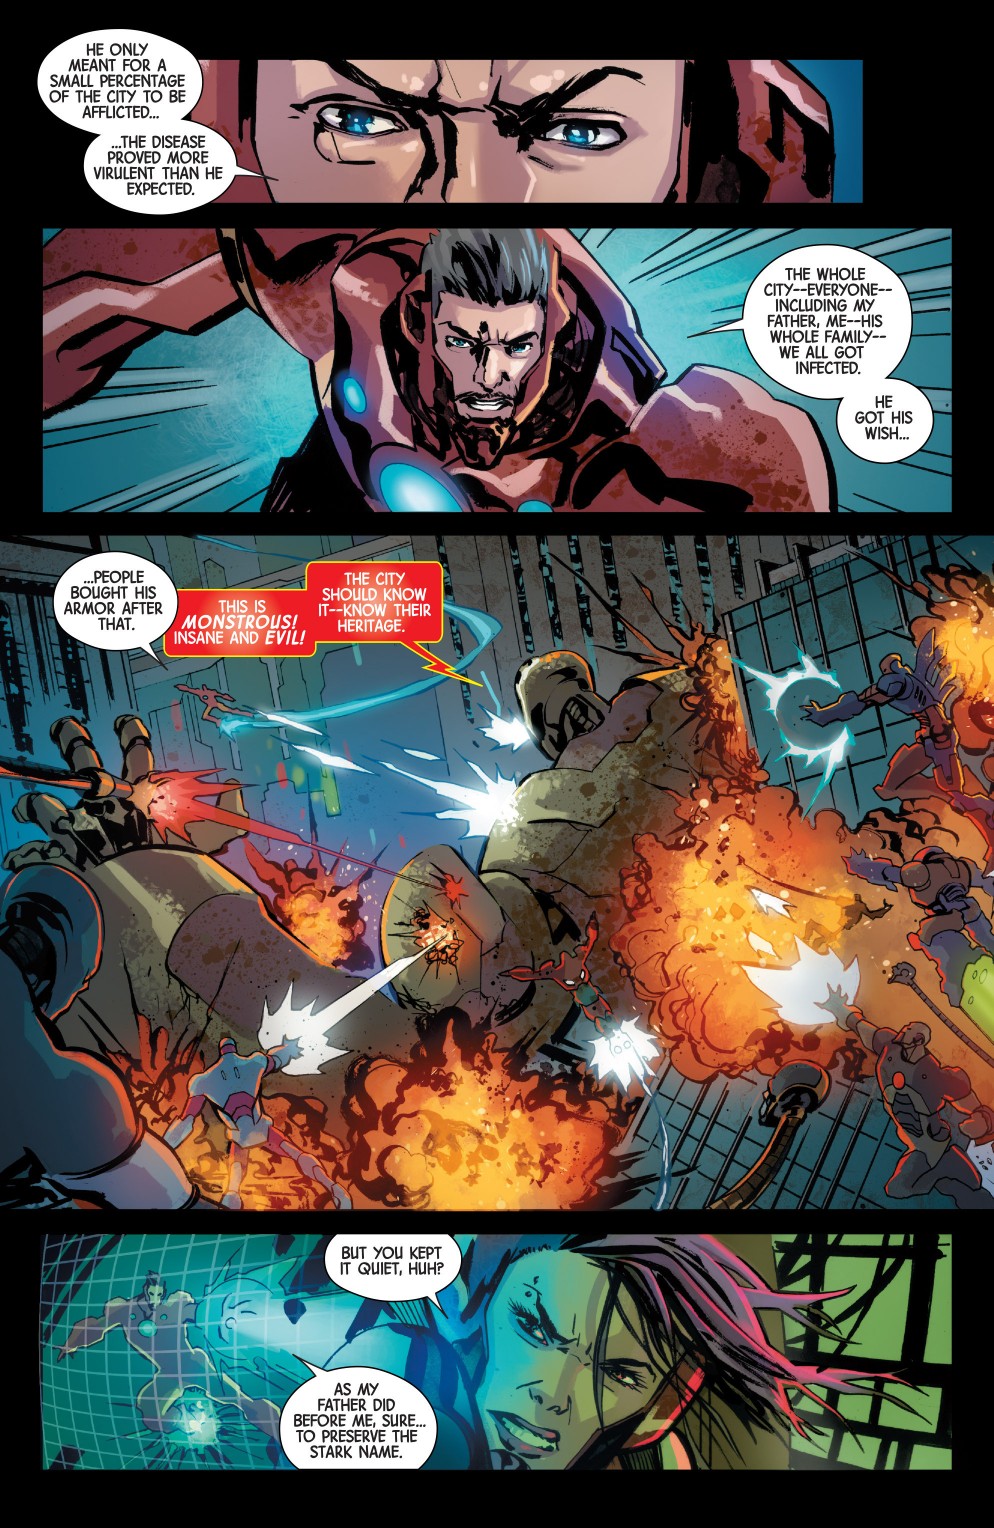 HE ONLY
MEANT FOR A
SMALL PERCENTAGE
OF THE CITY TO BE
AFFLICTED...
...THE DISEASE
PROVED MORE
VIRULENT THAN HE
EXPECTED.
THE WHOLE
CITY--EVERYONE--
INCLUDING MY
FATHER, ME--HIS
WHOLE FAMILY--
WE ALL GOT
INFECTED.
HE
GOT HIS
WISH...
...PEOPLE
BOUGHT HIS
ARMOR AFTER
THAT.
THIS IS
MONSTROUS!
INSANE AND EVIL!
THE CITY
SHOULD KNOW
IT--KNOW THEIR
HERITAGE.
BUT YOU KEPT
IT QUIET, HUH?
AS MY
FATHER DID
BEFORE ME, SURE...
TO PRESERVE THE
STARK NAME.